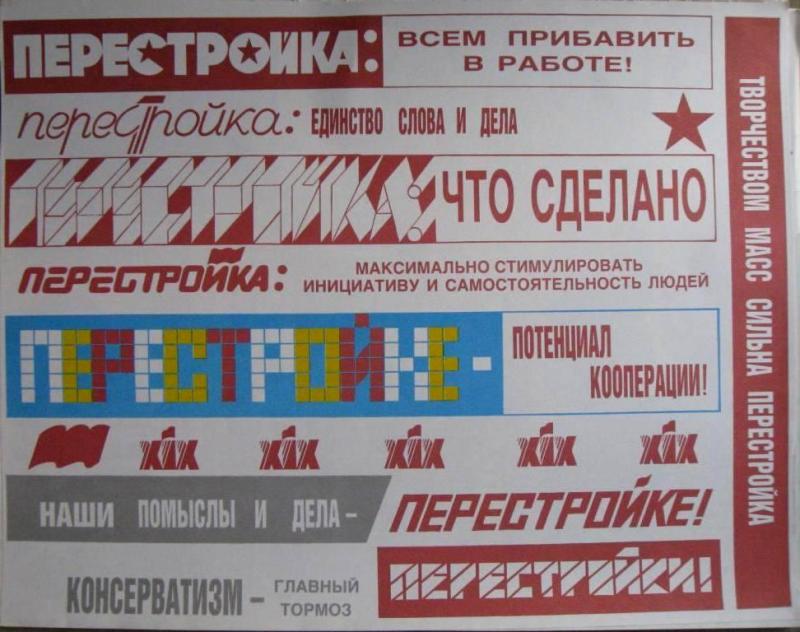 ПЕРЕСТРОЙКА: ВСЕМ ПРИБАВИТЬ
В РАБОТЕ!
перестройка: ЕДИНСТВО СЛОВА И ДЕЛА
ПЕРЕСТРОЙКА: ЧТО СДЕЛАНО
ПЕРЕСТРОЙКА: МАКСИМАЛЬНО СТИМУЛИРОВАТЬ
ИНИЦИАТИВУ И САМОСТОЯТЕЛЬНОСТЬ ЛЮДЕЙ
ПЕРЕСТРОЙКЕ - ПОТЕНЦИАЛ
КООПЕРАЦИИ!
XIX XIX XIX XIX XIX
НАШИ ПОМЫСЛЫ И ДЕЛА – ПЕРЕСТРОЙКЕ!
КОНСЕРВАТИЗМ – ГЛАВНЫЙ
ТОРМОЗ
ПЕРЕСТРОЙКИ!
ТВОРЧЕСТВОМ МАСС СИЛЬНА ПЕРЕСТРОЙКА